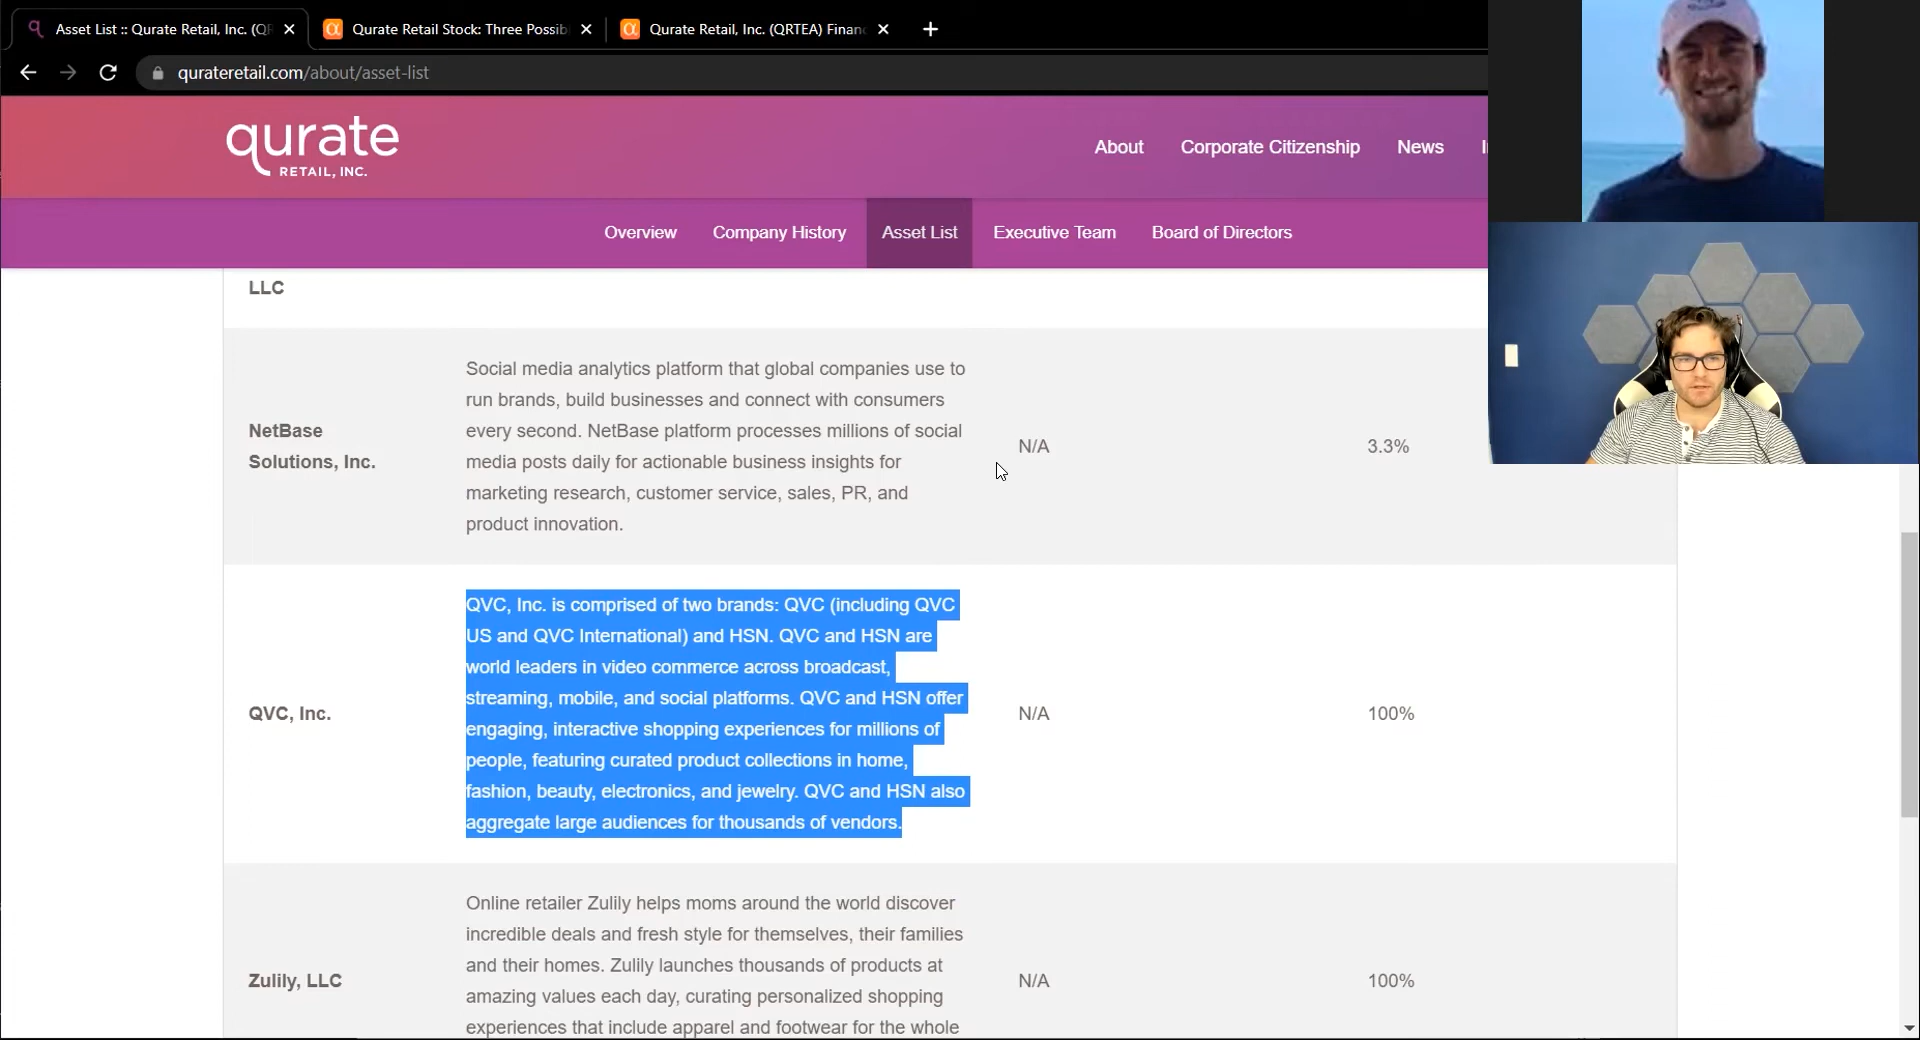 Asset List :: Qurate Retail, Inc. (QR
Qurate Retail Stock: Three Possib
Qurate Retail, Inc. (QRTEA) Finan
qurateretail.com/about/asset-list
qurate
RETAIL, INC.
About
Corporate Citizenship
News
Overview
Company History
Asset List
Executive Team
Board of Directors
LLC
NetBase
Solutions, Inc.
Social media analytics platform that global companies use to
run brands, build businesses and connect with consumers
every second. NetBase platform processes millions of social
media posts daily for actionable business insights for
marketing research, customer service, sales, PR, and
product innovation.
N/A
3.3%
QVC, Inc.
QVC, Inc. is comprised of two brands: QVC (including QVC
US and QVC International) and HSN. QVC and HSN are
world leaders in video commerce across broadcast,
streaming, mobile, and social platforms. QVC and HSN offer
engaging, interactive shopping experiences for millions of
people, featuring curated product collections in home,
fashion, beauty, electronics, and jewelry. QVC and HSN also
aggregate large audiences for thousands of vendors.
N/A
100%
Zulily, LLC
Online retailer Zulily helps moms around the world discover
incredible deals and fresh style for themselves, their families
and their homes. Zulily launches thousands of products at
amazing values each day, curating personalized shopping
experiences that include apparel and footwear for the whole
N/A
100%